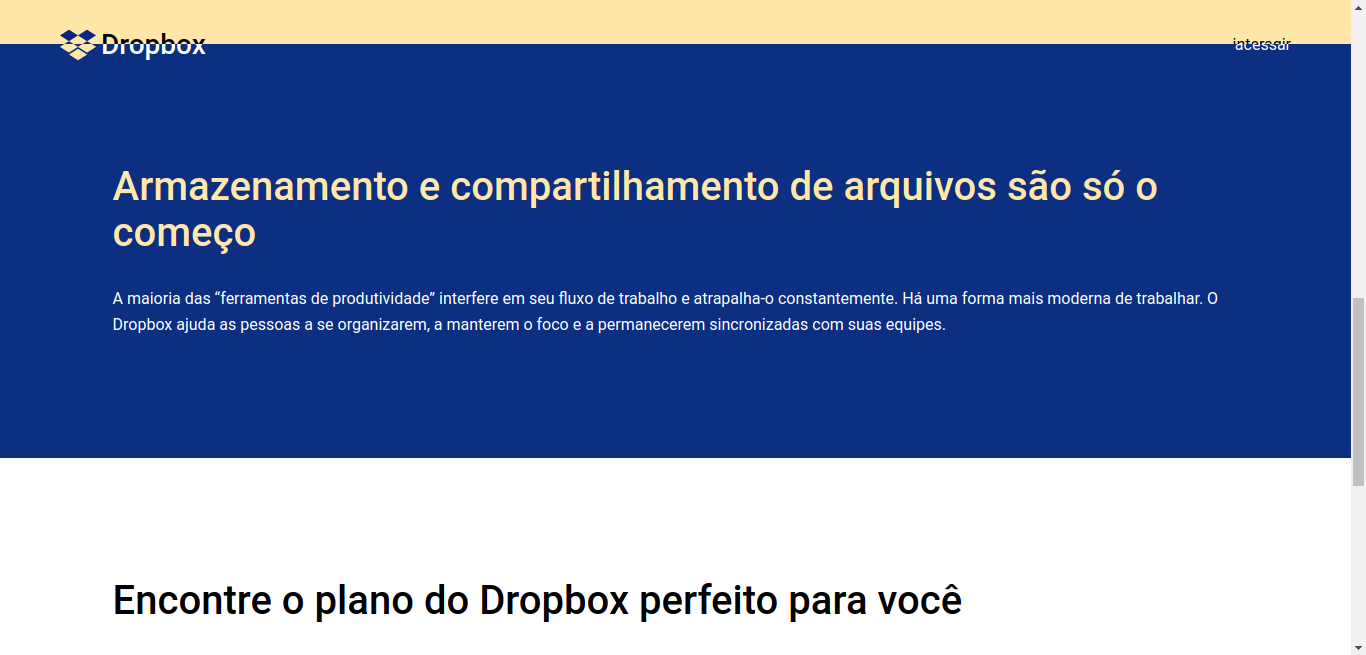 Dropbox
acessar
Armazenamento e compartilhamento de arquivos são só o
começo
A maioria das “ferramentas de produtividade” interfere em seu fluxo de trabalho e atrapalha-o constantemente. Há uma forma mais moderna de trabalhar. O
Dropbox ajuda as pessoas a se organizarem, a manterem o foco e a permanecerem sincronizadas com suas equipes.
Encontre o plano do Dropbox perfeito para você